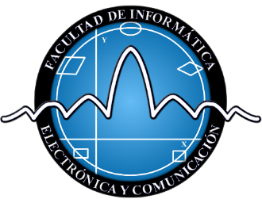 FACULTAD DE INFORMÁTICA
ELECTRÓNICA Y COMUNICACIÓN
Y
X